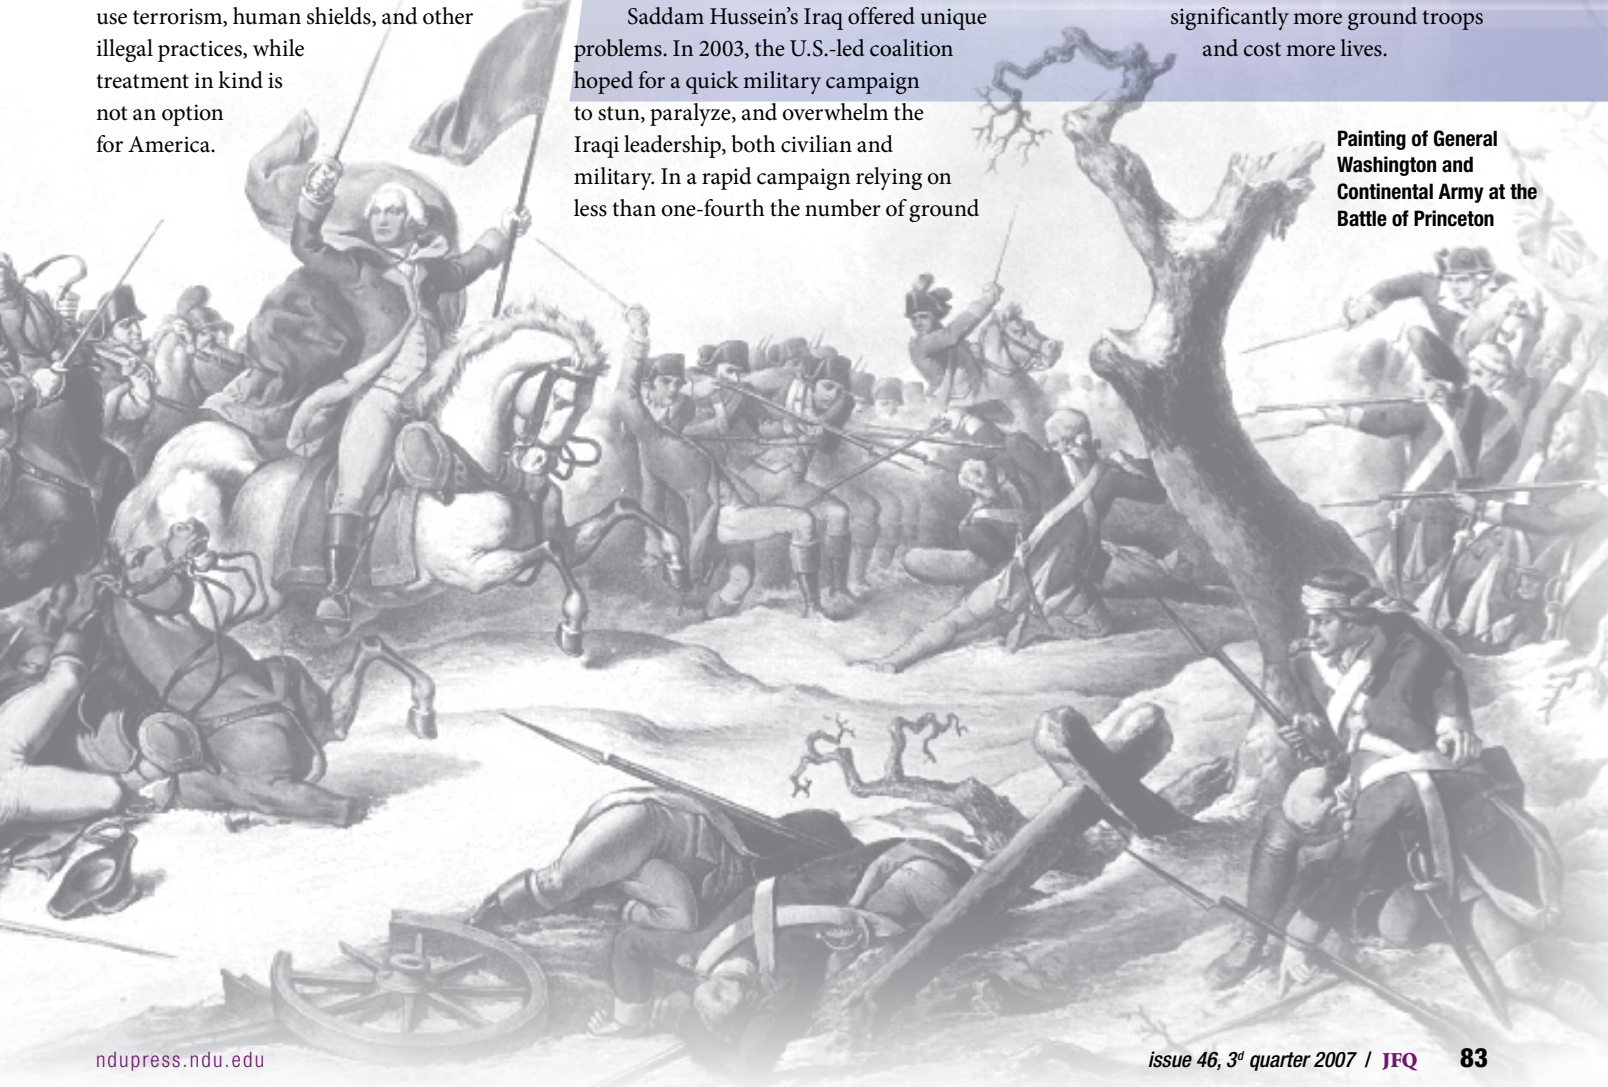 use terrorism, human shields, and other
illegal practices, while
treatment in kind is
not an option
for America.
Saddam Hussein’s Iraq offered unique
problems. In 2003, the U.S.-led coalition
hoped for a quick military campaign
to stun, paralyze, and overwhelm the
Iraqi leadership, both civilian and
military. In a rapid campaign relying on
less than one-fourth the number of ground
significantly more ground troops
and cost more lives.
Painting of General
Washington and
Continental Army at the
Battle of Princeton
ndupress.ndu.edu
issue 46, 3d quarter 2007 / JFQ 83